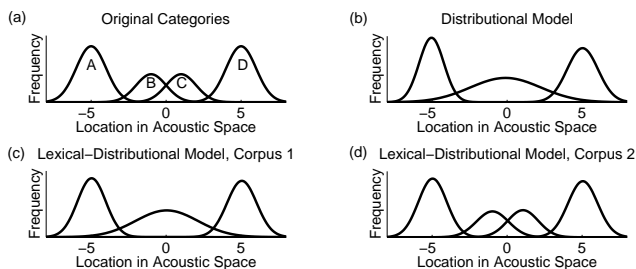 (a) Original Categories
Frequency
A
B
C
D
−5 0 5
Location in Acoustic Space
(b) Distributional Model
Frequency
−5 0 5
Location in Acoustic Space
(c) Lexical−Distributional Model, Corpus 1
Frequency
−5 0 5
Location in Acoustic Space
(d) Lexical−Distributional Model, Corpus 2
Frequency
−5 0 5
Location in Acoustic Space